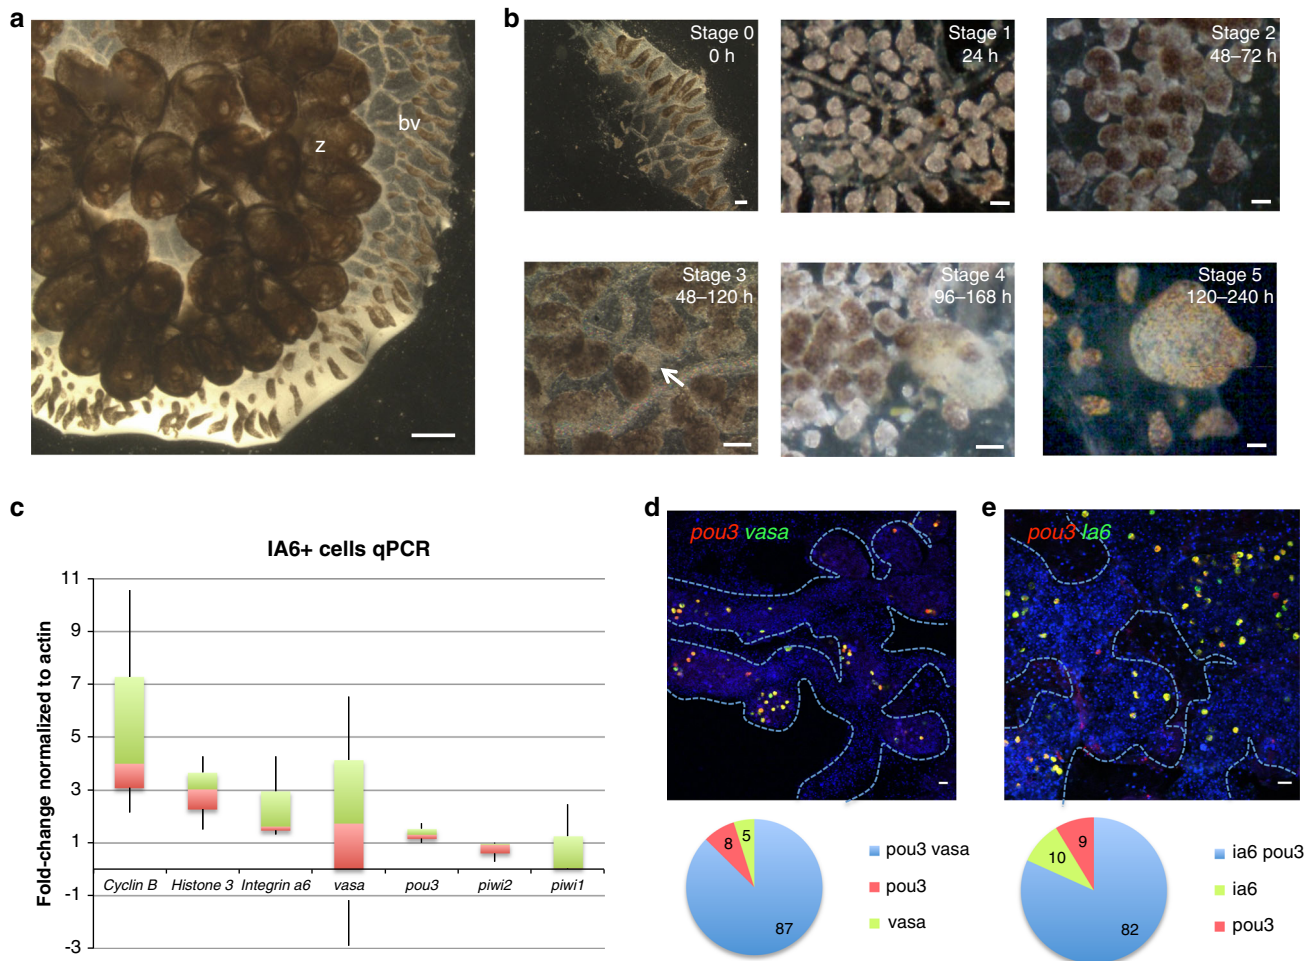 a
z
bv
b
Stage 0
0 h
Stage 1
24 h
Stage 2
48–72 h
Stage 3
48–120 h
Stage 4
96–168 h
Stage 5
120–240 h
c
IA6+ cells qPCR
Fold-change normalized to actin
11
9
7
5
3
1
-1
-3
Cyclin B
Histone 3
Integrin a6
vasa
pou3
piwi2
piwi1
d
pou3 vasa
8
5
87
pou3 vasa
pou3
vasa
e
pou3 Ia6
10
9
82
ia6 pou3
ia6
pou3